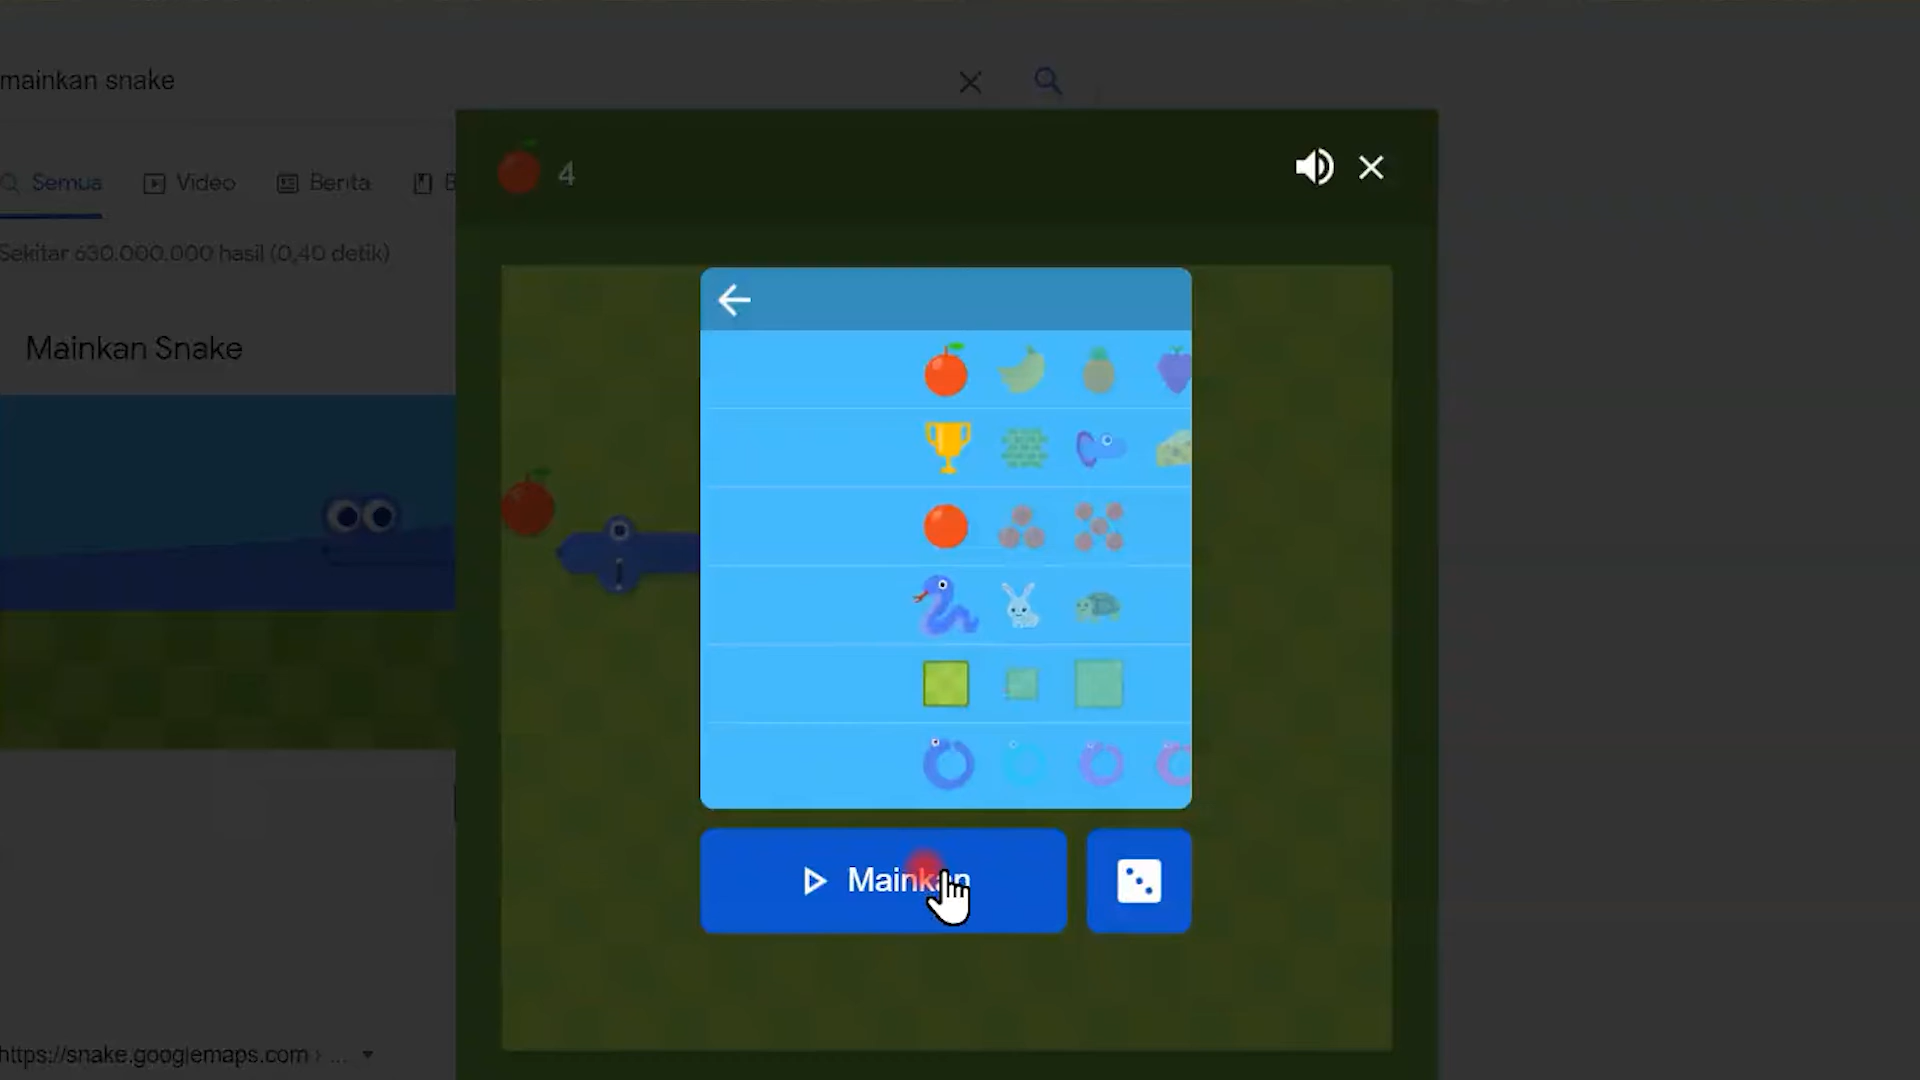 mainkan snake
4
Semua Video Berita B
Sekitar 630.000.000 hasil (0,40 detik)
Mainkan Snake
Mainkan
https://snake.googlemaps.com › ...